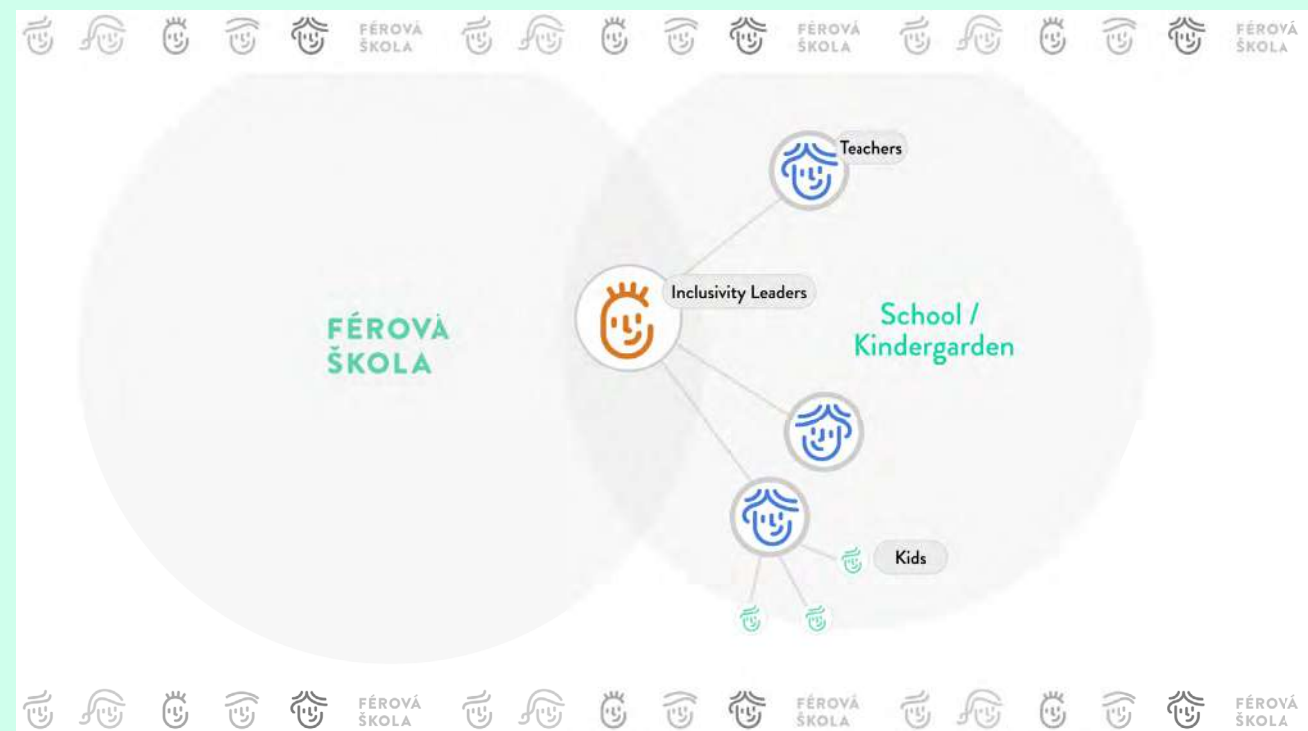 FÉROVÁ
ŠKOLA
FÉROVÁ
ŠKOLA
FÉROVÁ
ŠKOLA
Teachers
Inclusivity Leaders
FÉROVÁ
ŠKOLA
School /
Kindergarden
Kids
FÉROVÁ
ŠKOLA
FÉROVÁ
ŠKOLA
FÉROVÁ
ŠKOLA